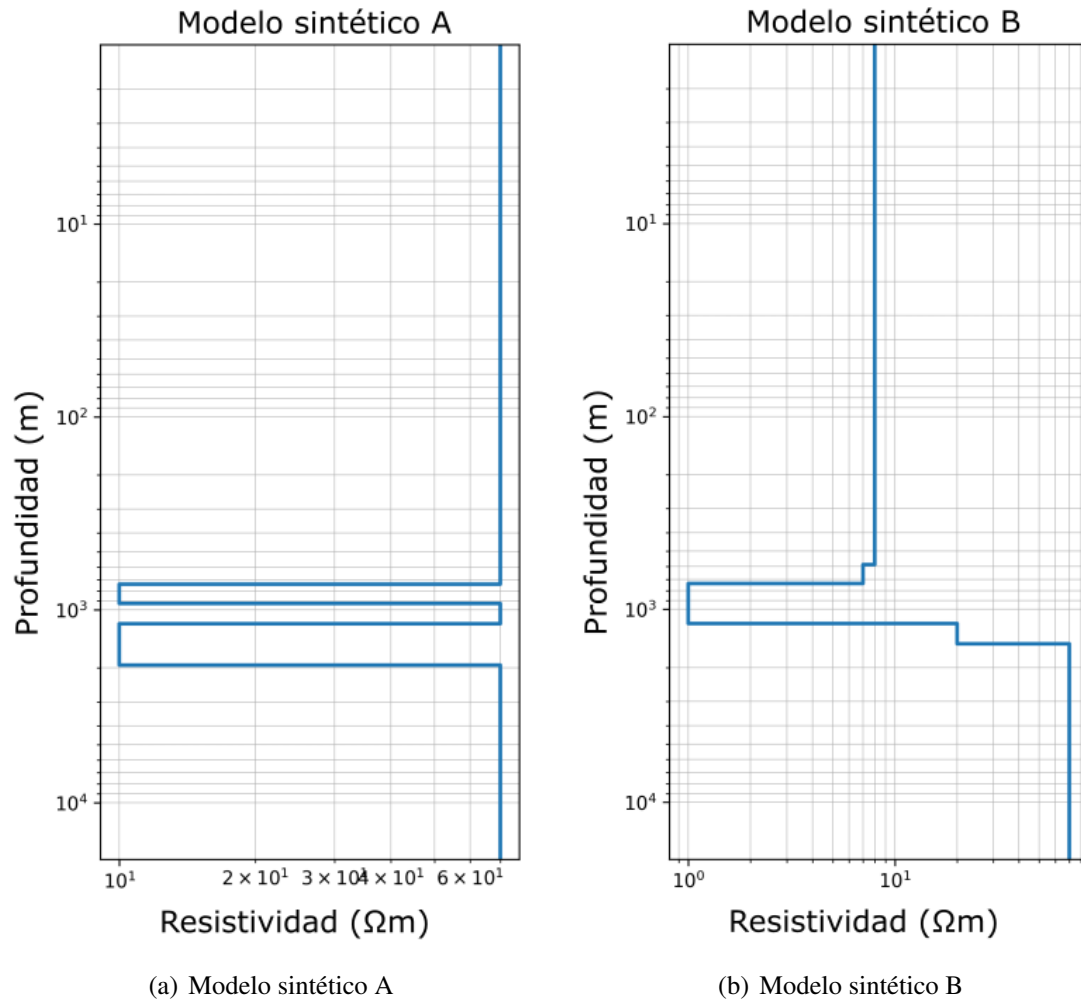 Modelo sintético A
Profundidad (m)
10¹
10²
10³
10⁴
10¹
2 × 10¹
3 × 10¹
4 × 10¹
6 × 10¹
Resistividad (Ωm)
(a) Modelo sintético A
Modelo sintético B
Profundidad (m)
10¹
10²
10³
10⁴
10⁰
10¹
Resistividad (Ωm)
(b) Modelo sintético B